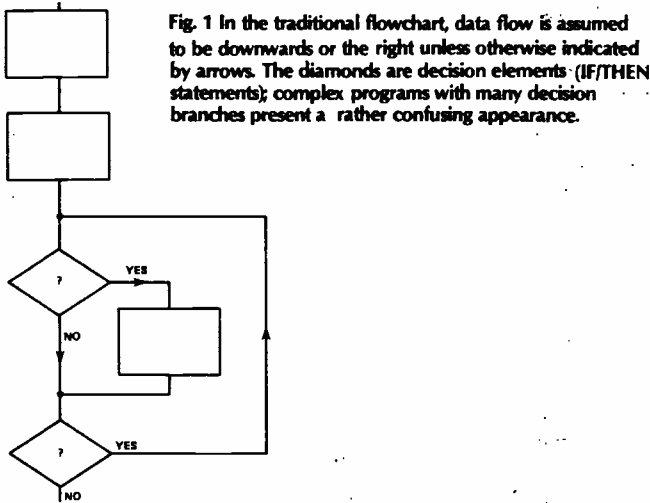 Fig. 1 In the traditional flowchart, data flow is assumed
to be downwards or the right unless otherwise indicated
by arrows. The diamonds are decision elements (IF/THEN
statements); complex programs with many decision
branches present a rather confusing appearance.
?
YES
NO
?
YES
NO